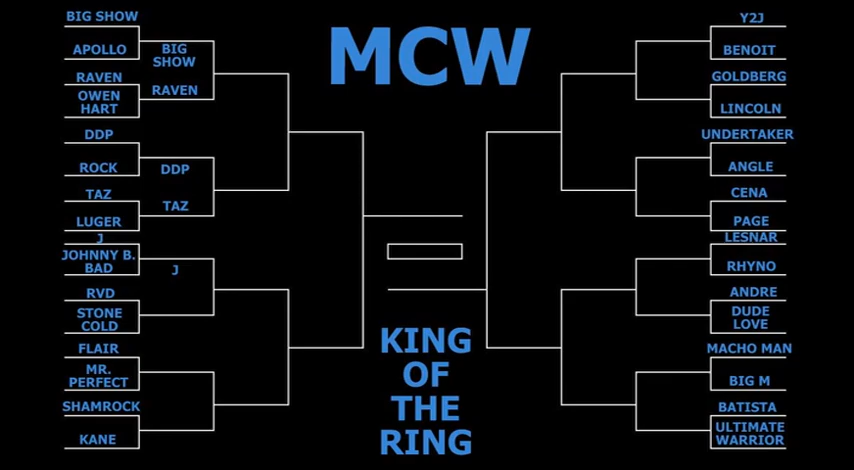 MCW
KING
OF
THE
RING
BIG SHOW
APOLLO
RAVEN
OWEN
HART
DDP
ROCK
TAZ
LUGER
J
JOHNNY B.
BAD
RVD
STONE
COLD
FLAIR
MR.
PERFECT
SHAMROCK
KANE
BIG
SHOW
RAVEN
DDP
TAZ
J
Y2J
BENOIT
GOLDBERG
LINCOLN
UNDERTAKER
ANGLE
CENA
PAGE
LESNAR
RHYNO
ANDRE
DUDE
LOVE
MACHO MAN
BIG M
BATISTA
ULTIMATE
WARRIOR